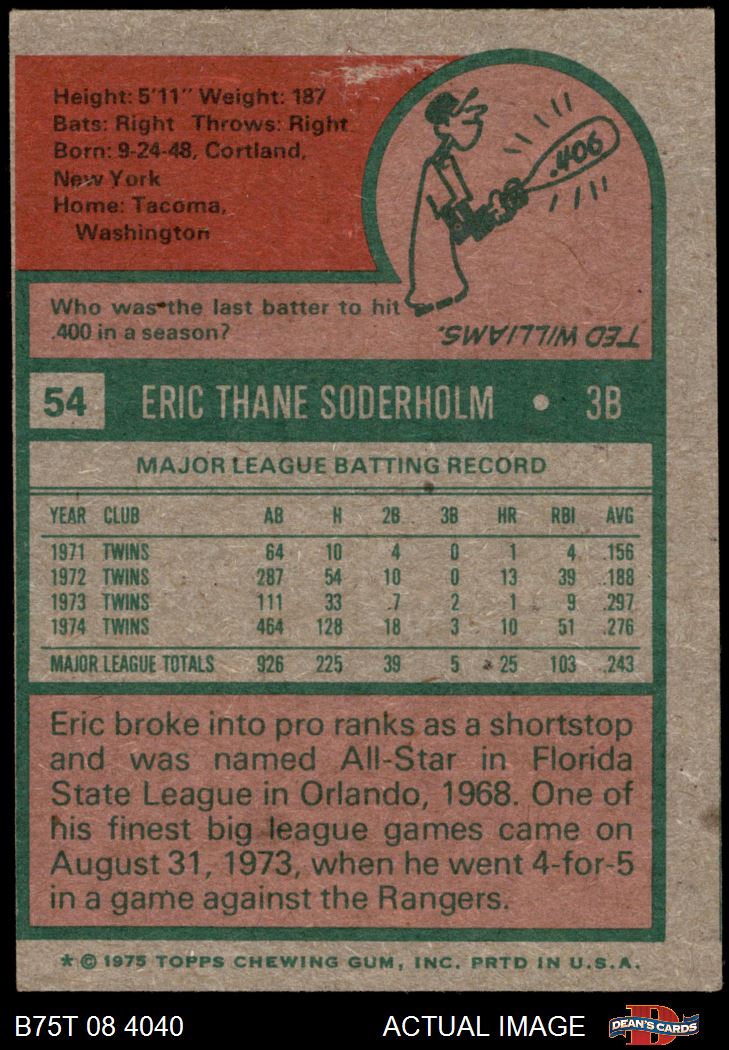 Height: 5'11" Weight: 187
Bats: Right Throws: Right
Born: 9-24-48, Cortland,
New York
Home: Tacoma,
Washington
.406
Who was the last batter to hit
.400 in a season?
TED WILLIAMS.
54 ERIC THANE SODERHOLM • 3B
MAJOR LEAGUE BATTING RECORD
YEAR CLUB AB H 2B 3B HR RBI AVG
1971 TWINS 64 10 4 0 1 4 .156
1972 TWINS 287 54 10 0 13 39 .188
1973 TWINS 111 33 7 2 1 9 .297
1974 TWINS 464 128 18 3 10 51 .276
MAJOR LEAGUE TOTALS 926 225 39 5 25 103 .243
Eric broke into pro ranks as a shortstop
and was named All-Star in Florida
State League in Orlando, 1968. One of
his finest big league games came on
August 31, 1973, when he went 4-for-5
in a game against the Rangers.
* © 1975 TOPPS CHEWING GUM, INC. PRTD IN U.S.A.
B75T 08 4040 ACTUAL IMAGE DEAN'S CARDS